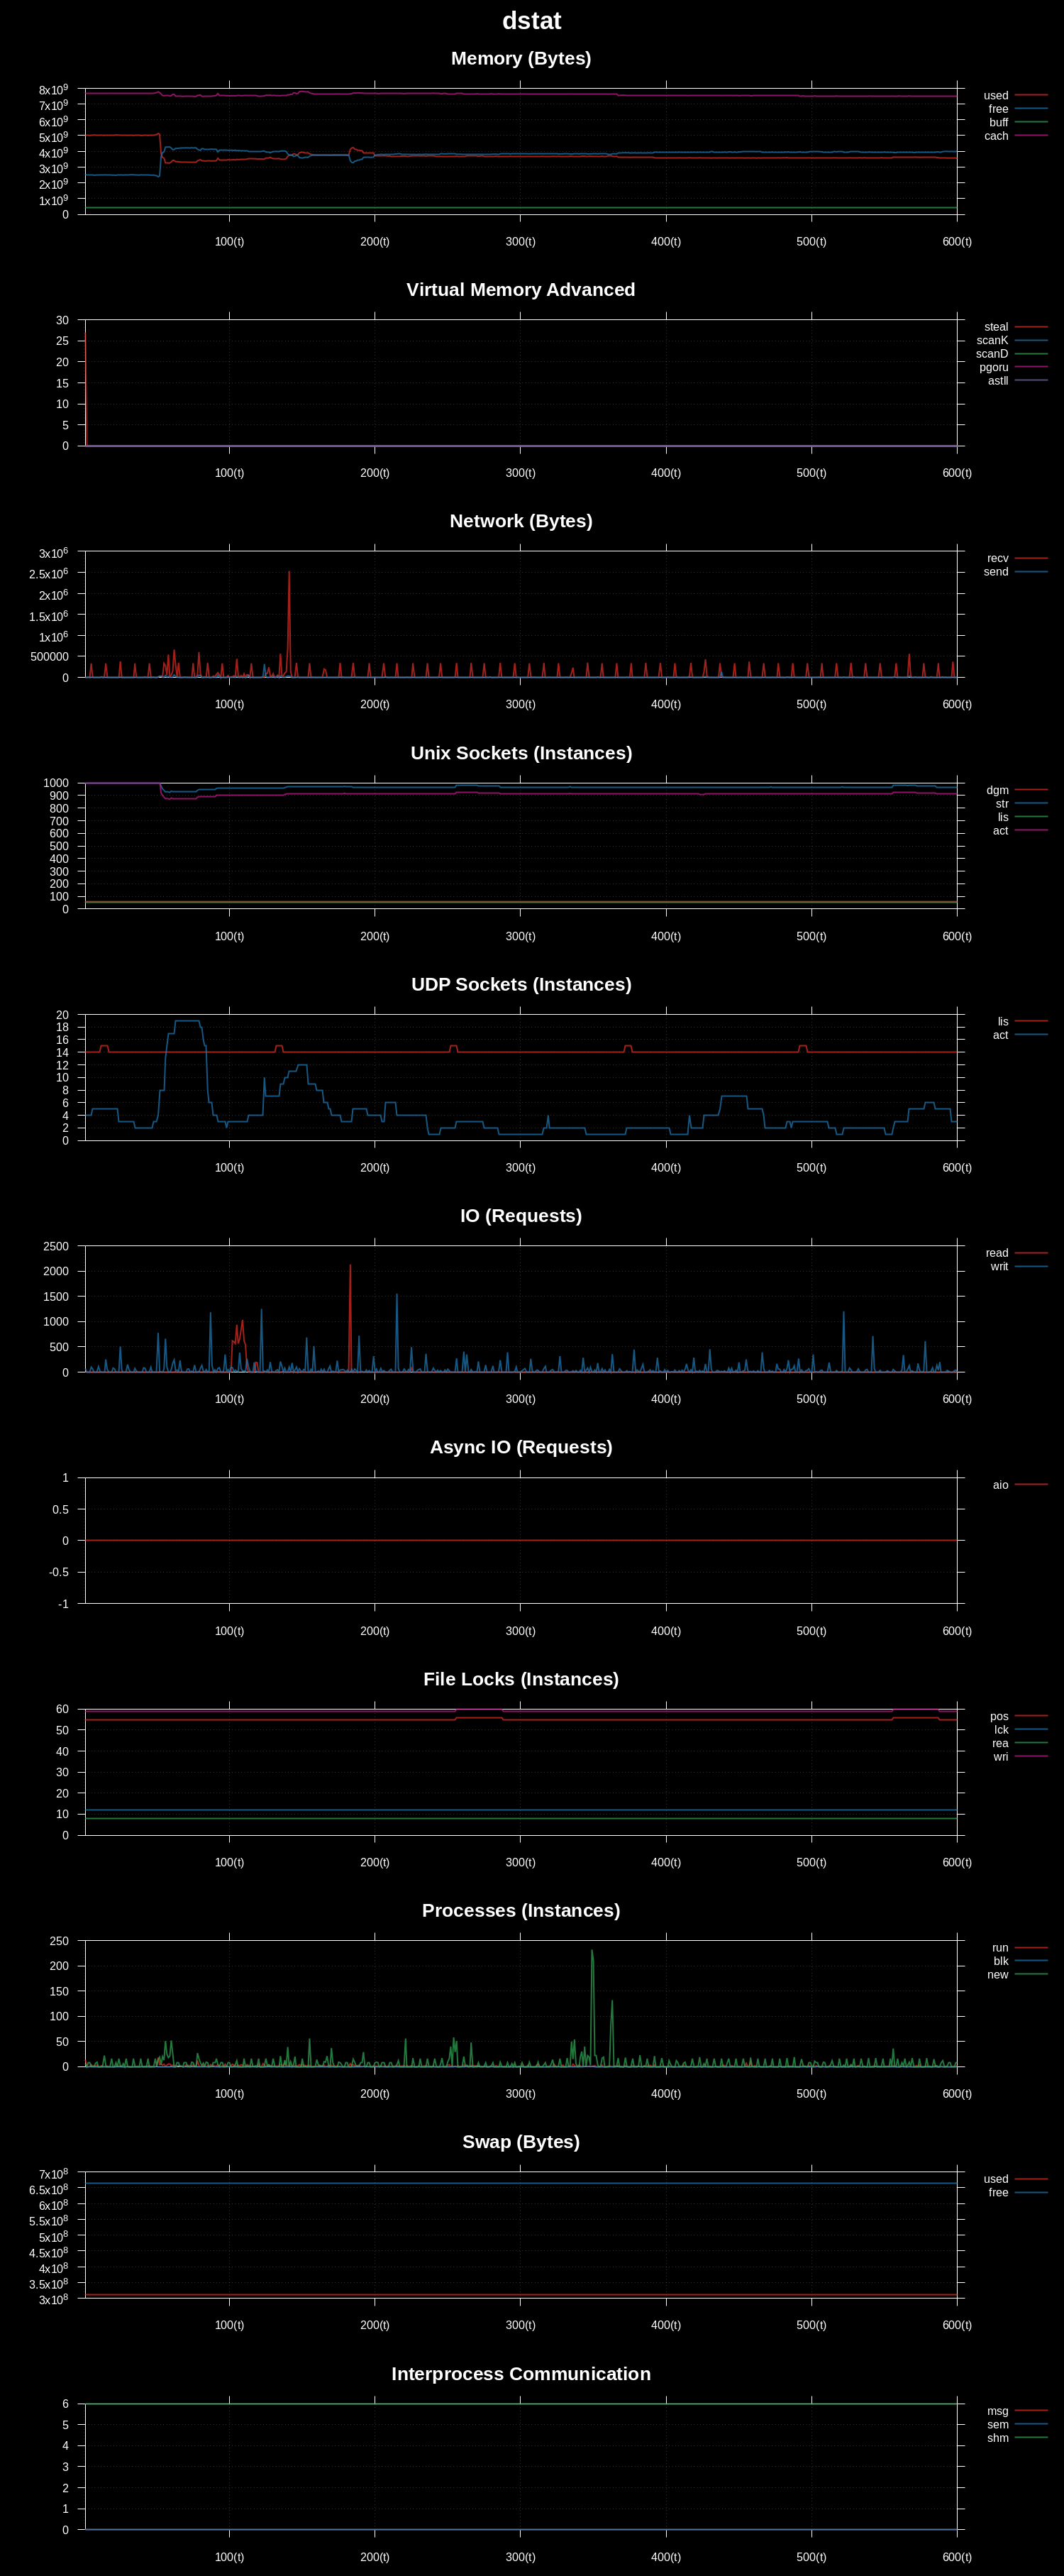 dstat
Memory (Bytes)
8x10⁹
7x10⁹
6x10⁹
5x10⁹
4x10⁹
3x10⁹
2x10⁹
1x10⁹
0
100(t) 200(t) 300(t) 400(t) 500(t) 600(t)
used
free
buff
cach
Virtual Memory Advanced
30
25
20
15
10
5
0
100(t) 200(t) 300(t) 400(t) 500(t) 600(t)
steal
scanK
scanD
pgoru
astll
Network (Bytes)
3x10⁶
2.5x10⁶
2x10⁶
1.5x10⁶
1x10⁶
500000
0
100(t) 200(t) 300(t) 400(t) 500(t) 600(t)
recv
send
Unix Sockets (Instances)
1000
900
800
700
600
500
400
300
200
100
0
100(t) 200(t) 300(t) 400(t) 500(t) 600(t)
dgm
str
lis
act
UDP Sockets (Instances)
20
18
16
14
12
10
8
6
4
2
0
100(t) 200(t) 300(t) 400(t) 500(t) 600(t)
lis
act
IO (Requests)
2500
2000
1500
1000
500
0
100(t) 200(t) 300(t) 400(t) 500(t) 600(t)
read
writ
Async IO (Requests)
1
0.5
0
-0.5
-1
100(t) 200(t) 300(t) 400(t) 500(t) 600(t)
aio
File Locks (Instances)
60
50
40
30
20
10
0
100(t) 200(t) 300(t) 400(t) 500(t) 600(t)
pos
lck
rea
wri
Processes (Instances)
250
200
150
100
50
0
100(t) 200(t) 300(t) 400(t) 500(t) 600(t)
run
blk
new
Swap (Bytes)
7x10⁸
6.5x10⁸
6x10⁸
5.5x10⁸
5x10⁸
4.5x10⁸
4x10⁸
3.5x10⁸
3x10⁸
100(t) 200(t) 300(t) 400(t) 500(t) 600(t)
used
free
Interprocess Communication
6
5
4
3
2
1
0
100(t) 200(t) 300(t) 400(t) 500(t) 600(t)
msg
sem
shm